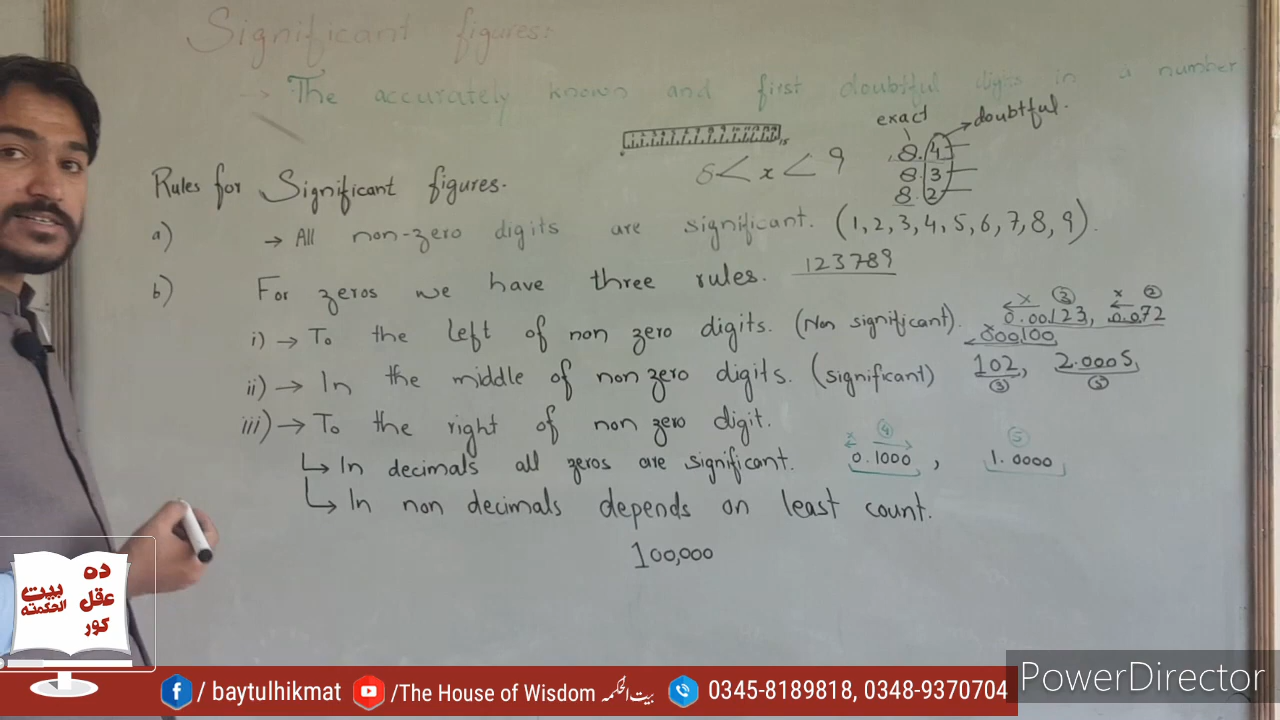 Significant figures:
→ The accurately known and first doubtful digits in a number
exact
doubtful.
8.4
8.3
8.2
< x < 9
Rules for Significant figures.
a) → All non-zero digits are significant. (1,2,3,4,5,6,7,8,9).
b) For zeros we have three rules. 123789
i) → To the left of non zero digits. (Non significant). 0.00123, 0.072
000100
ii) → In the middle of non zero digits. (significant) 102, 2.0005
iii) → To the right of non zero digit.
↳ In decimals all zeros are significant. 0.1000, 1.0000
↳ In non decimals depends on least count.
100,000
ده عقل کور
بیت الحکمته
/ baytulhikmat /The House of Wisdom بیت الحکمہ 0345-8189818, 0348-9370704
PowerDirector